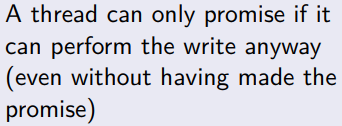 A thread can only promise if it
can perform the write anyway
(even without having made the
promise)